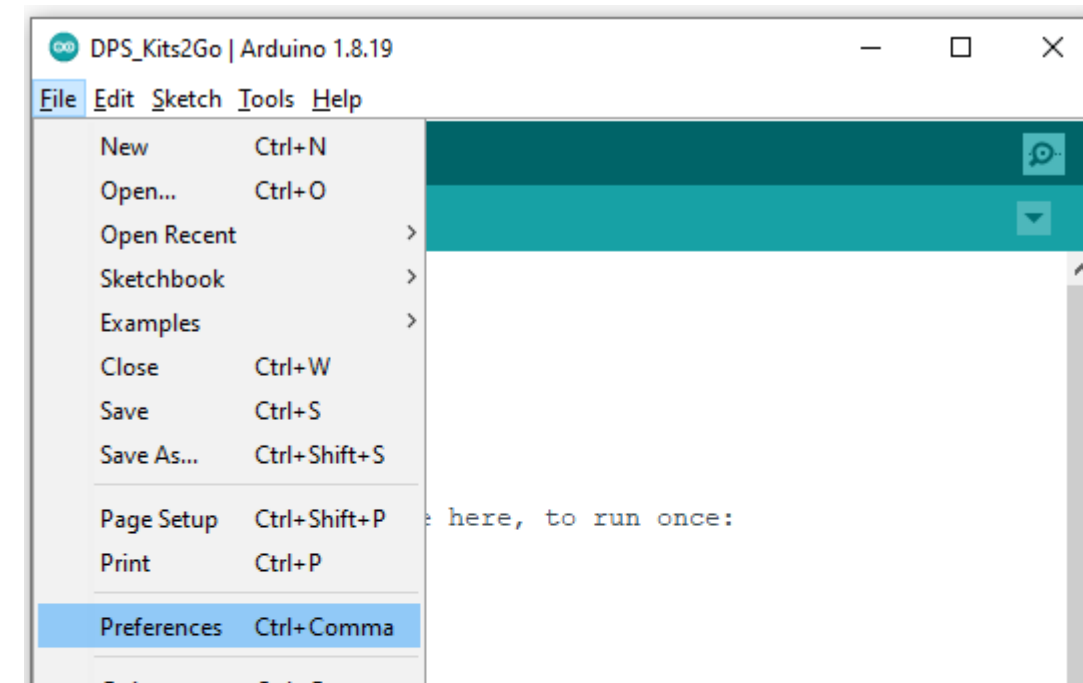 DPS_Kits2Go | Arduino 1.8.19
File Edit Sketch Tools Help
New Ctrl+N
Open... Ctrl+O
Open Recent
Sketchbook
Examples
Close Ctrl+W
Save Ctrl+S
Save As... Ctrl+Shift+S
Page Setup Ctrl+Shift+P
here, to run once:
Print Ctrl+P
Preferences Ctrl+Comma